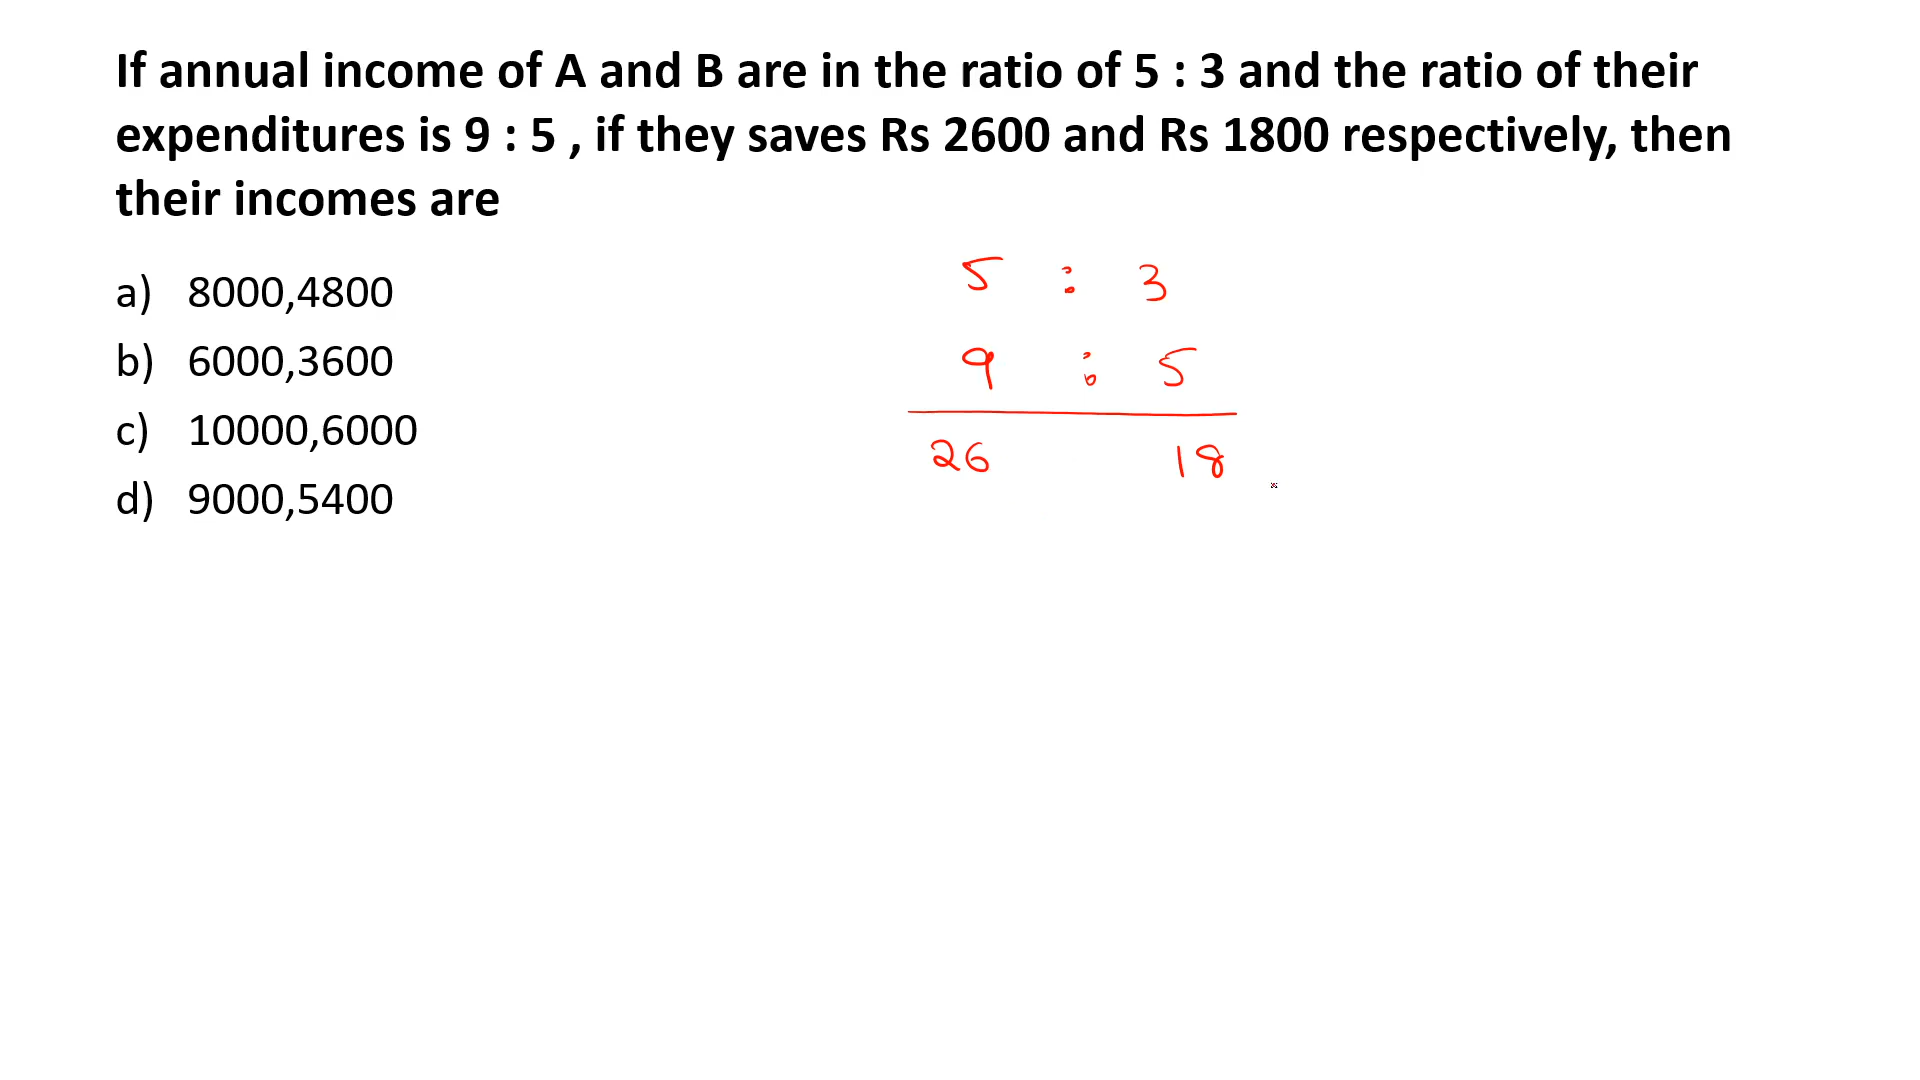 If annual income of A and B are in the ratio of 5 : 3 and the ratio of their
expenditures is 9 : 5 , if they saves Rs 2600 and Rs 1800 respectively, then
their incomes are
a) 8000,4800
b) 6000,3600
c) 10000,6000
d) 9000,5400
5 : 3
9 : 5
26 18